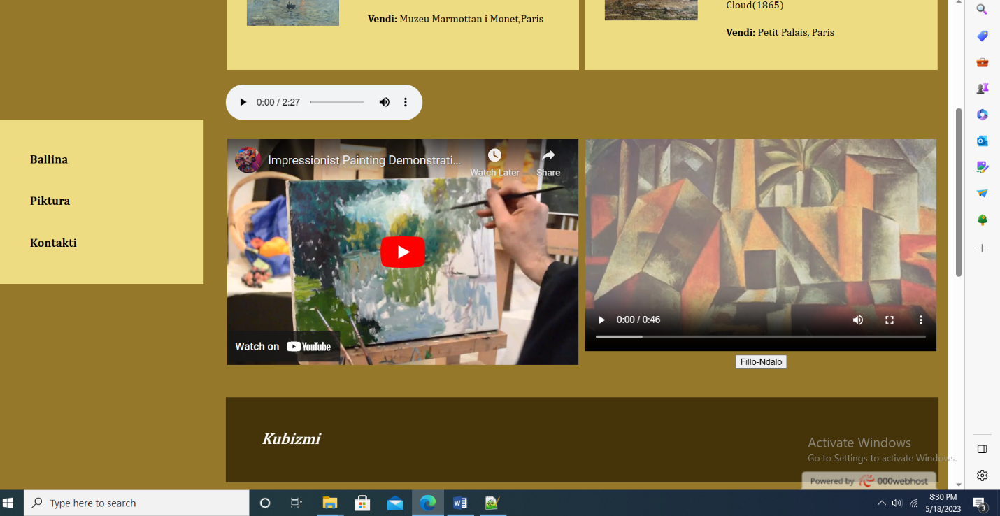 Cloud(1865)
Vendi: Muzeu Marmottan i Monet,Paris
Vendi: Petit Palais, Paris
0:00 / 2:27
Ballina
Piktura
Kontakti
Impressionist Painting Demonstrati...
Watch Later
Share
Watch on YouTube
0:00 / 0:46
Fillo-Ndalo
Kubizmi
Activate Windows
Go to Settings to activate Windows.
Powered by 000webhost
Type here to search
8:30 PM
5/18/2023
3